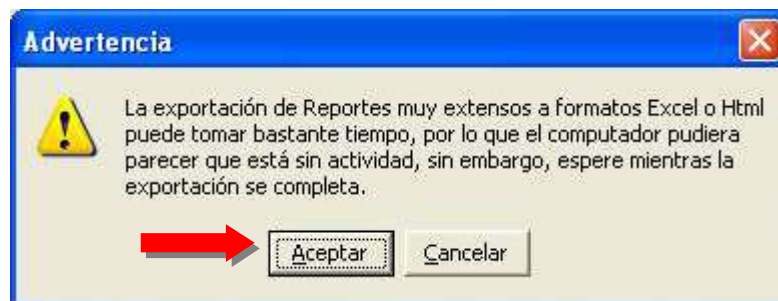 Advertencia
La exportación de Reportes muy extensos a formatos Excel o Html
puede tomar bastante tiempo, por lo que el computador pudiera
parecer que está sin actividad, sin embargo, espere mientras la
exportación se completa.
Aceptar Cancelar